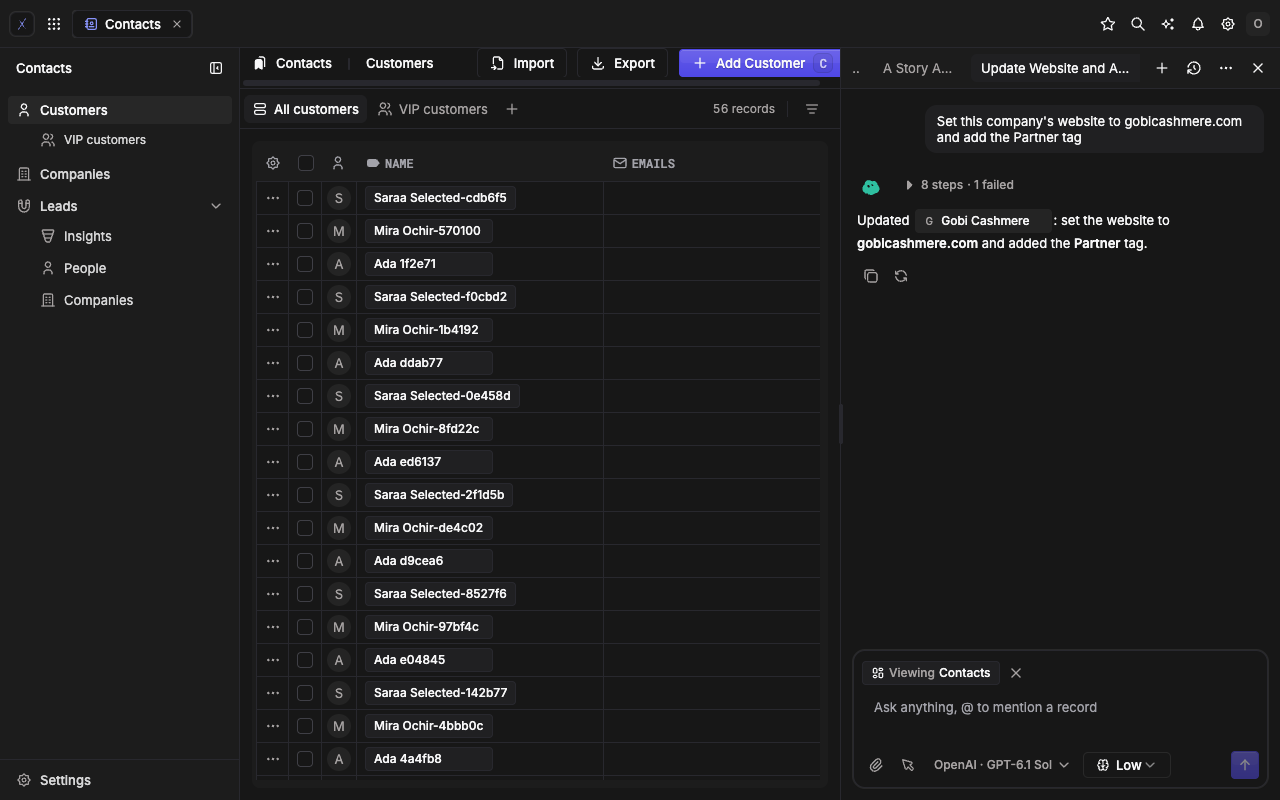 Contacts
O
Contacts
Customers
VIP customers
Companies
Leads
Insights
People
Companies
Settings
Contacts
Customers
Import
Export
Add Customer
C
All customers
VIP customers
56 records
NAME
EMAILS
S Saraa Selected-cdb6f5
M Mira Ochir-570100
A Ada 1f2e71
S Saraa Selected-f0cbd2
M Mira Ochir-1b4192
A Ada ddab77
S Saraa Selected-0e458d
M Mira Ochir-8fd22c
A Ada ed6137
S Saraa Selected-2f1d5b
M Mira Ochir-de4c02
A Ada d9cea6
S Saraa Selected-8527f6
M Mira Ochir-97bf4c
A Ada e04845
S Saraa Selected-142b77
M Mira Ochir-4bbb0c
A Ada 4a4fb8
..
A Story A...
Update Website and A...
Set this company's website to gobicashmere.com
and add the Partner tag
8 steps · 1 failed
Updated G Gobi Cashmere : set the website to
gobicashmere.com and added the Partner tag.
Viewing Contacts
Ask anything, @ to mention a record
OpenAI · GPT-6.1 Sol
Low